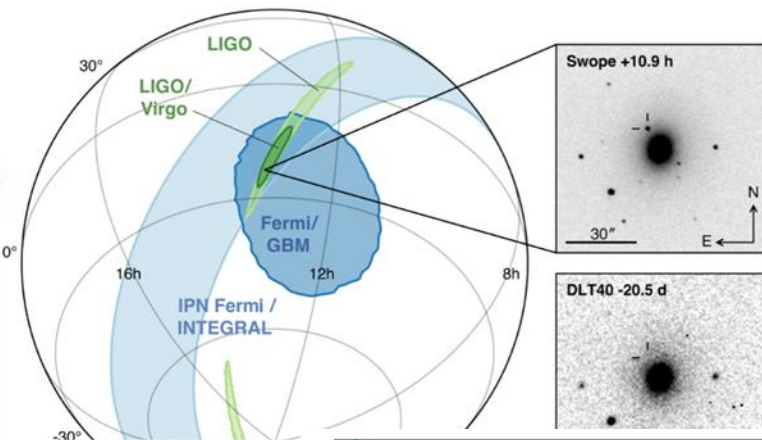 LIGO
LIGO/
Virgo
30°
Fermi/
GBM
0°
16h
12h
8h
IPN Fermi /
INTEGRAL
-30°
Swope +10.9 h
N
E
30"
DLT40 -20.5 d